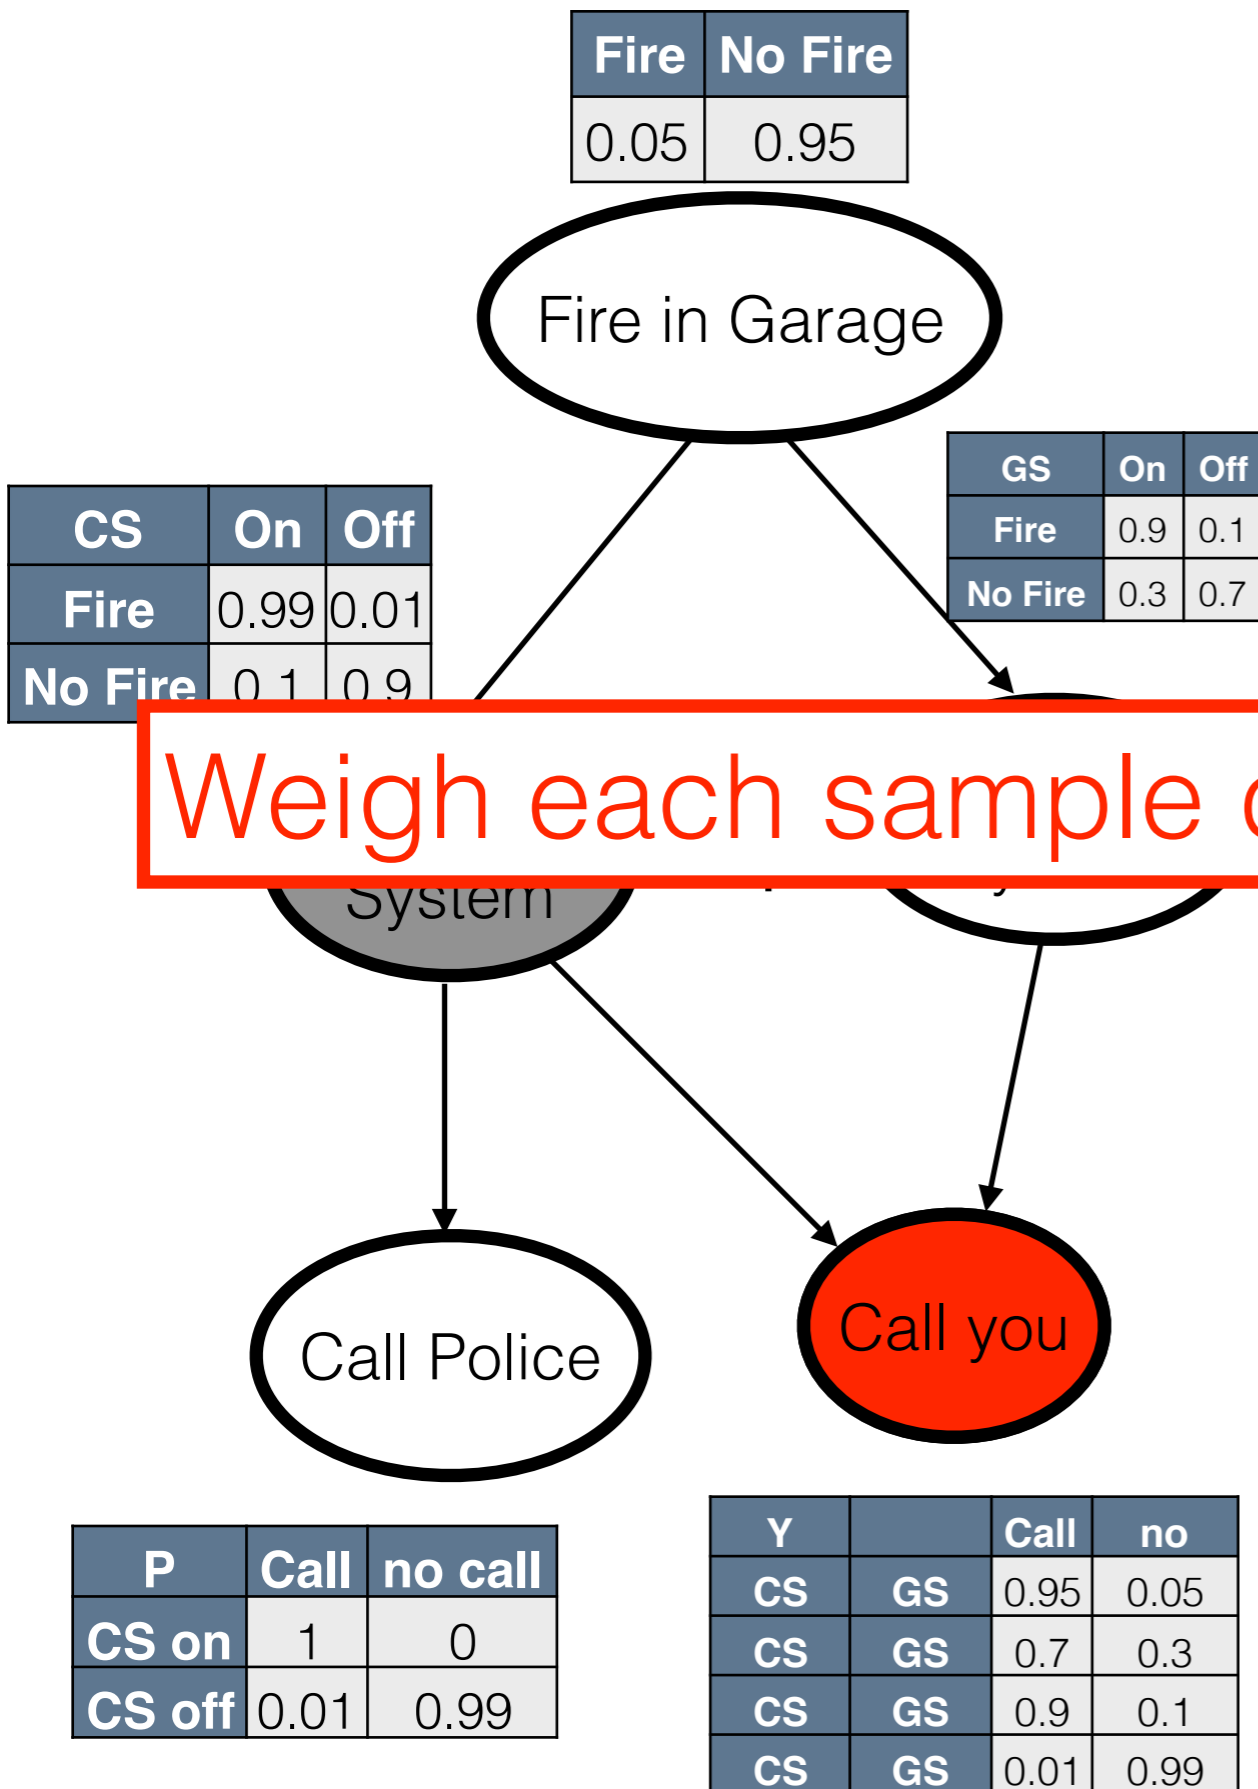 Fire No Fire
0.05 0.95
Fire in Garage
GS On Off
Fire 0.9 0.1
No Fire 0.3 0.7
CS On Off
Fire 0.99 0.01
No Fire 0.1 0.9
Weigh each sample
System
Call Police
Call you
P Call no call
CS on 1 0
CS off 0.01 0.99
Y Call no
CS GS 0.95 0.05
CS GS 0.7 0.3
CS GS 0.9 0.1
CS GS 0.01 0.99